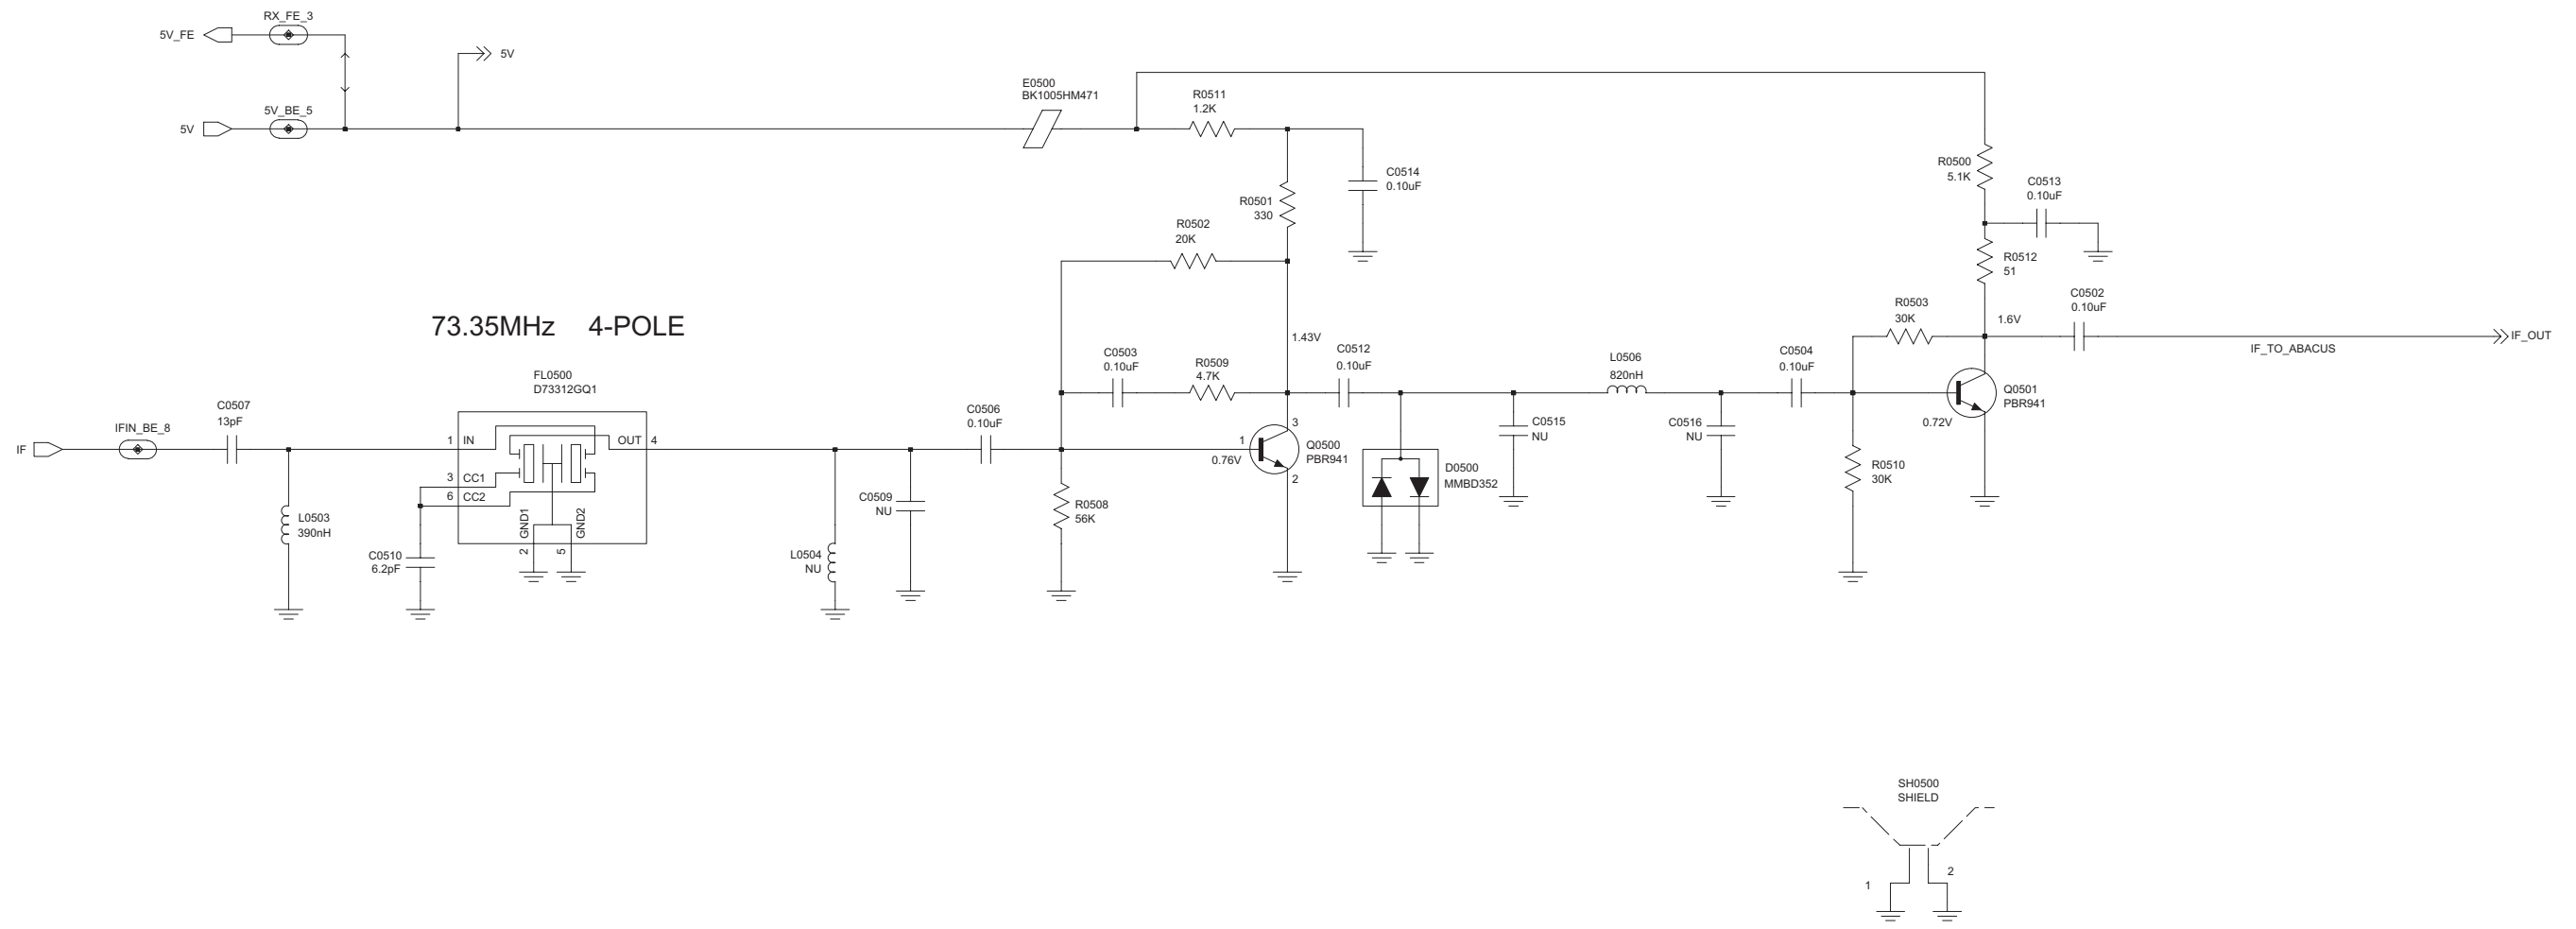 RX_FE_3
5V_FE
5V
5V_BE_5
5V
E0500
BK1005HM471
R0511
1.2K
R0500
5.1K
C0514
0.10uF
C0513
0.10uF
R0501
330
R0502
20K
R0512
51
C0502
0.10uF
R0503
30K
1.6V
73.35MHz 4-POLE
1.43V
IF_OUT
IF_TO_ABACUS
C0503
0.10uF
R0509
4.7K
C0512
0.10uF
L0506
820nH
C0504
0.10uF
FL0500
D73312GQ1
Q0501
PBR941
0.72V
C0507
13pF
C0506
0.10uF
3
C0515
NU
C0516
NU
IFIN_BE_8
IF
1 IN
OUT 4
1
0.76V
Q0500
PBR941
2
D0500
MMBD352
R0510
30K
3 CC1
6 CC2
C0509
NU
R0508
56K
L0503
390nH
GND1
GND2
2
5
C0510
6.2pF
L0504
NU
SH0500
SHIELD
1
2